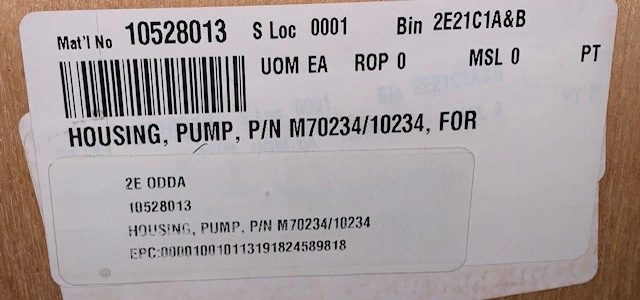 Mat'l No 10528013 S Loc 0001 Bin 2E21C1A&B
UOM EA ROP 0 MSL 0 PT
HOUSING, PUMP, P/N M70234/10234, FOR
2E ODDA
10528013
HOUSING, PUMP, P/N M70234/10234
EPC:000010010113191824589818